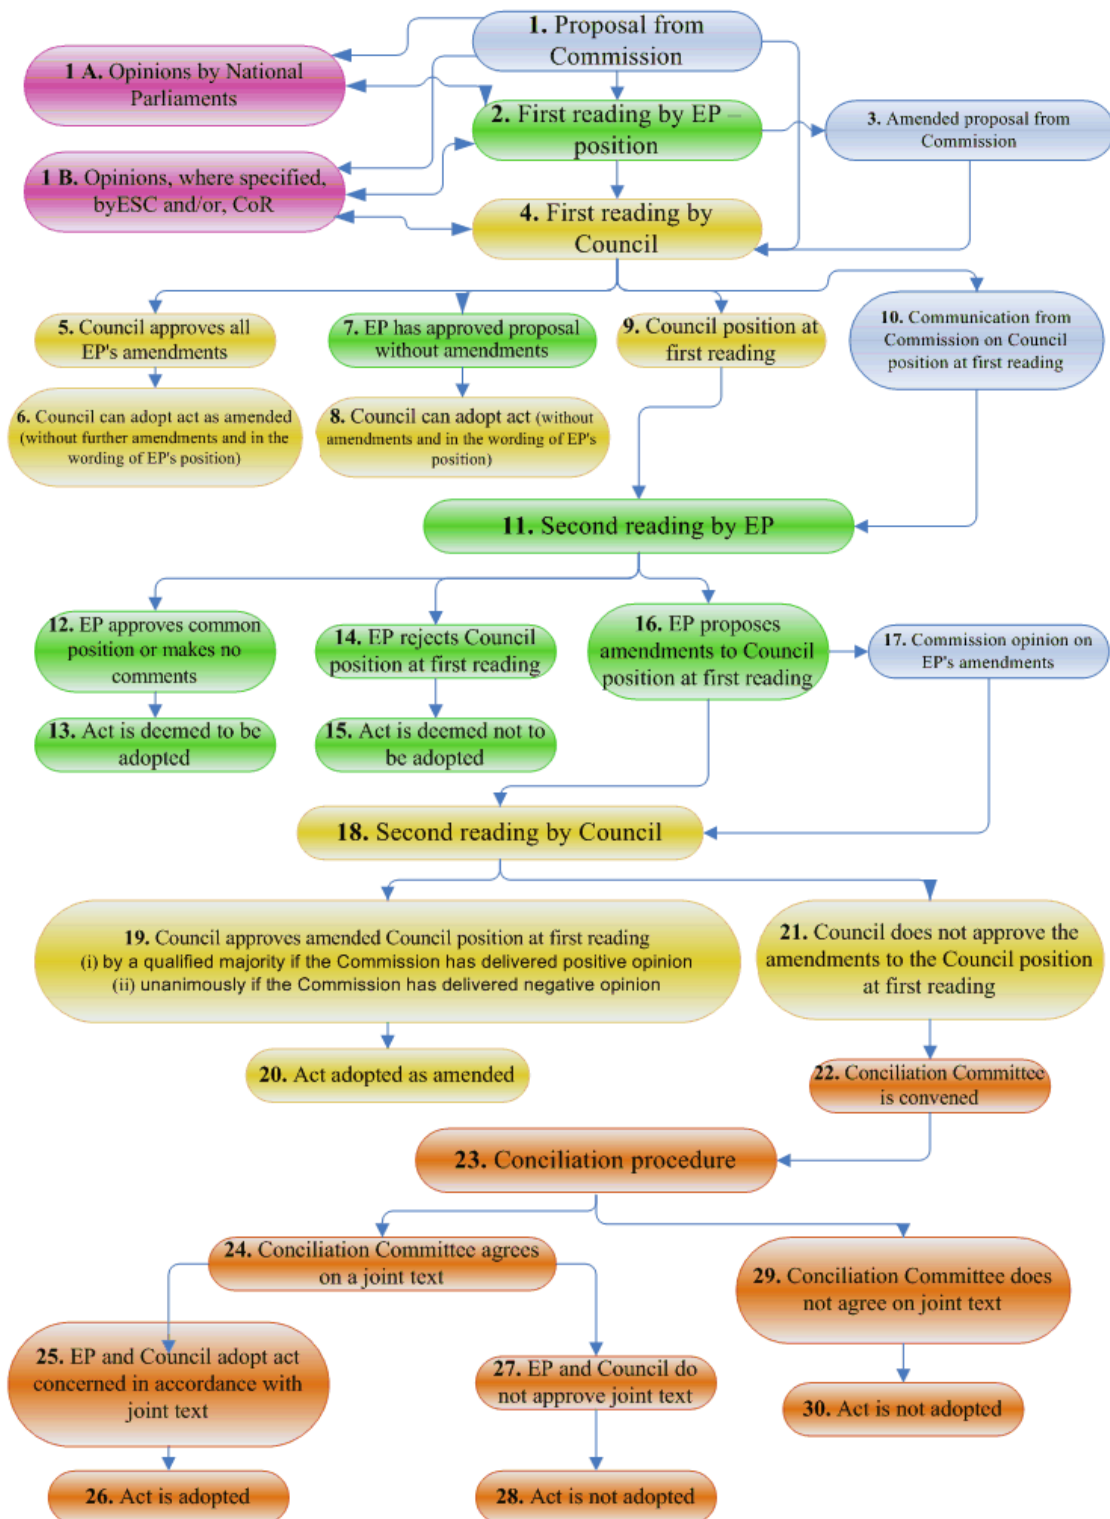 1. Proposal from
Commission
1 A. Opinions by National
Parliaments
2. First reading by EP –
position
3. Amended proposal from
Commission
1 B. Opinions, where specified,
byESC and/or, CoR
4. First reading by
Council
5. Council approves all
EP's amendments
7. EP has approved proposal
without amendments
9. Council position at
first reading
10. Communication from
Commission on Council
position at first reading
6. Council can adopt act as amended
(without further amendments and in the
wording of EP's position)
8. Council can adopt act (without
amendments and in the wording of EP's
position)
11. Second reading by EP
12. EP approves common
position or makes no
comments
14. EP rejects Council
position at first reading
16. EP proposes
amendments to Council
position at first reading
17. Commission opinion on
EP's amendments
13. Act is deemed to be
adopted
15. Act is deemed not to
be adopted
18. Second reading by Council
19. Council approves amended Council position at first reading
(i) by a qualified majority if the Commission has delivered positive opinion
(ii) unanimously if the Commission has delivered negative opinion
21. Council does not approve the
amendments to the Council position
at first reading
20. Act adopted as amended
22. Conciliation Committee
is convened
23. Conciliation procedure
24. Conciliation Committee agrees
on a joint text
29. Conciliation Committee does
not agree on joint text
25. EP and Council adopt act
concerned in accordance with
joint text
27. EP and Council do
not approve joint text
30. Act is not adopted
26. Act is adopted
28. Act is not adopted